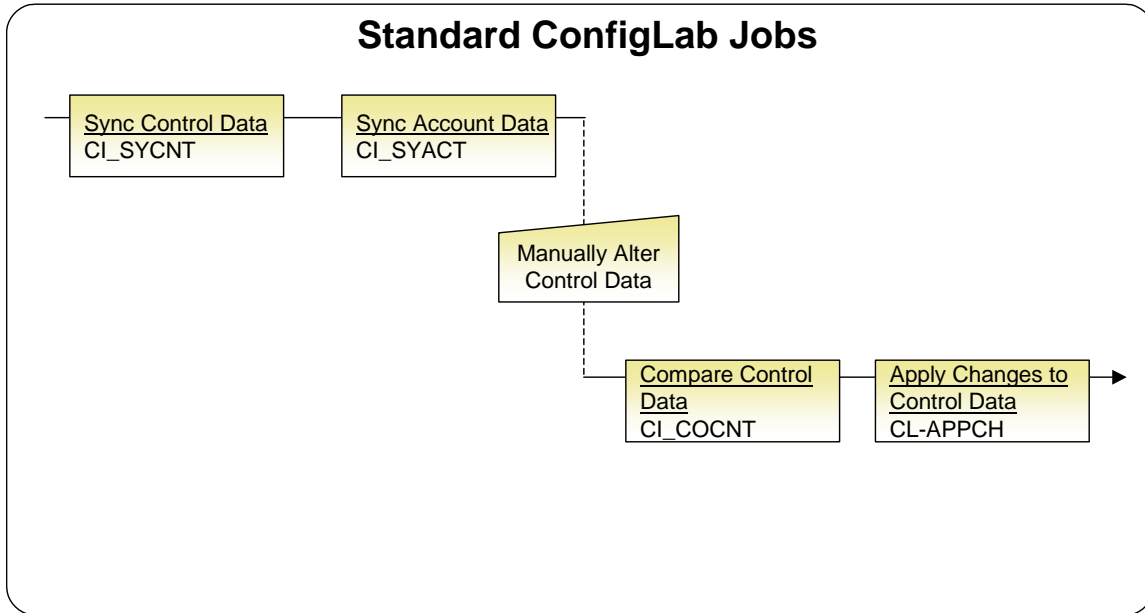 Standard ConfigLab Jobs
Sync Control Data
CI_SYCNT
Sync Account Data
CI_SYACT
Manually Alter
Control Data
Compare Control
Data
CI_COCNT
Apply Changes to
Control Data
CL-APPCH